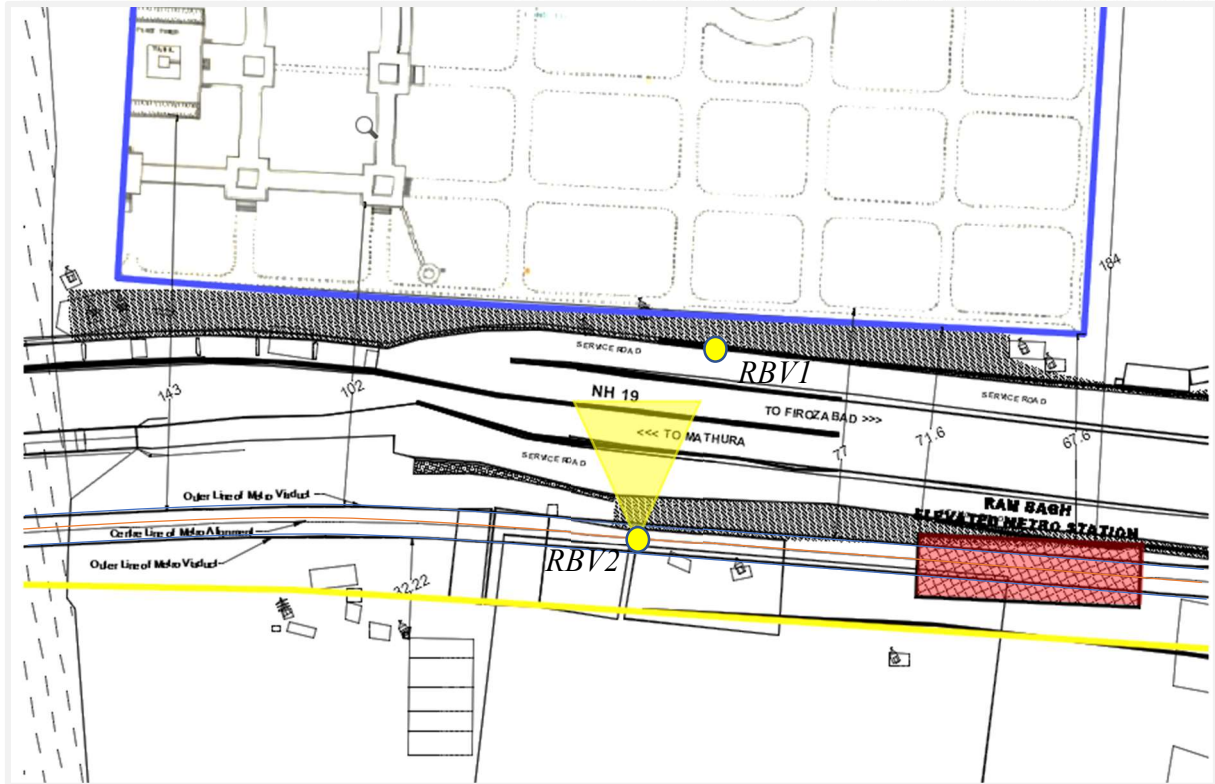 TANK
184
SERVICE ROAD
RBV1
143
102
NH 19
TO FIROZABAD >>>
SERVICE ROAD
<<< TO MATHURA
71.6
67.6
77
SERVICE ROAD
Outer Line of Metro Viaduct
RAM BAGH
ELEVATED METRO STATION
Centre Line of Metro Alignment
RBV2
Outer Line of Metro Viaduct
32.22